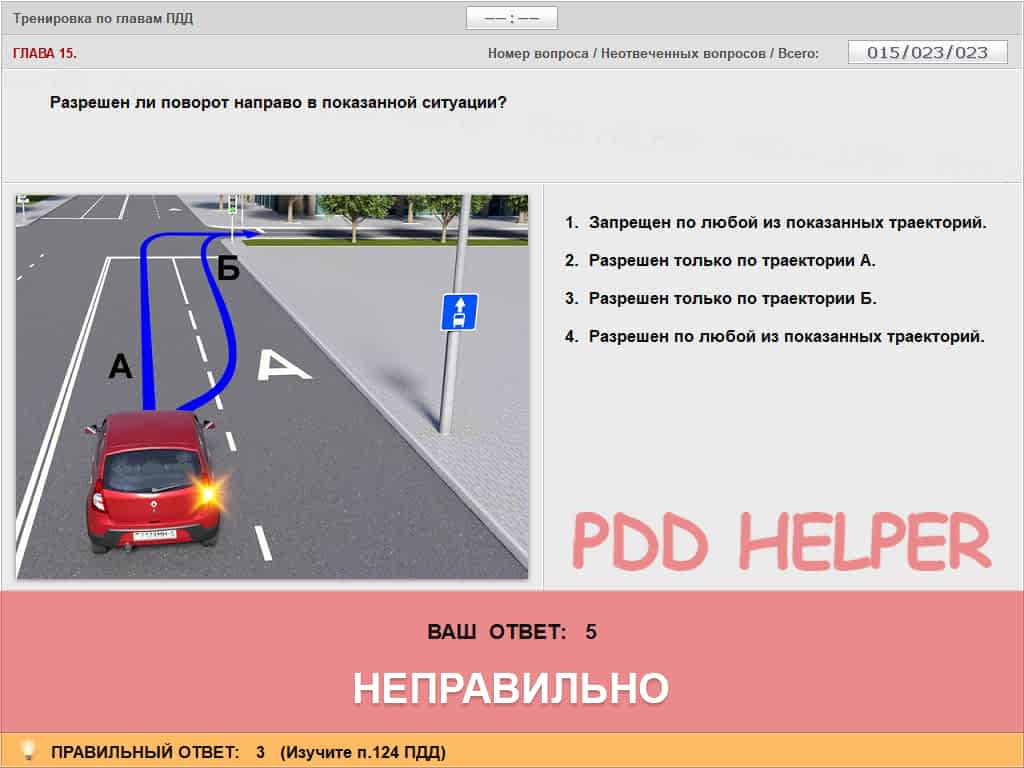 Тренировка по главам ПДД
—— : ——
ГЛАВА 15.
Номер вопроса / Неотвеченных вопросов / Всего:
015/023/023
Разрешен ли поворот направо в показанной ситуации?
1. Запрещен по любой из показанных траекторий.
2. Разрешен только по траектории А.
3. Разрешен только по траектории Б.
4. Разрешен по любой из показанных траекторий.
Б
А
А
PDD HELPER
ВАШ ОТВЕТ: 5
НЕПРАВИЛЬНО
ПРАВИЛЬНЫЙ ОТВЕТ: 3 (Изучите п.124 ПДД)